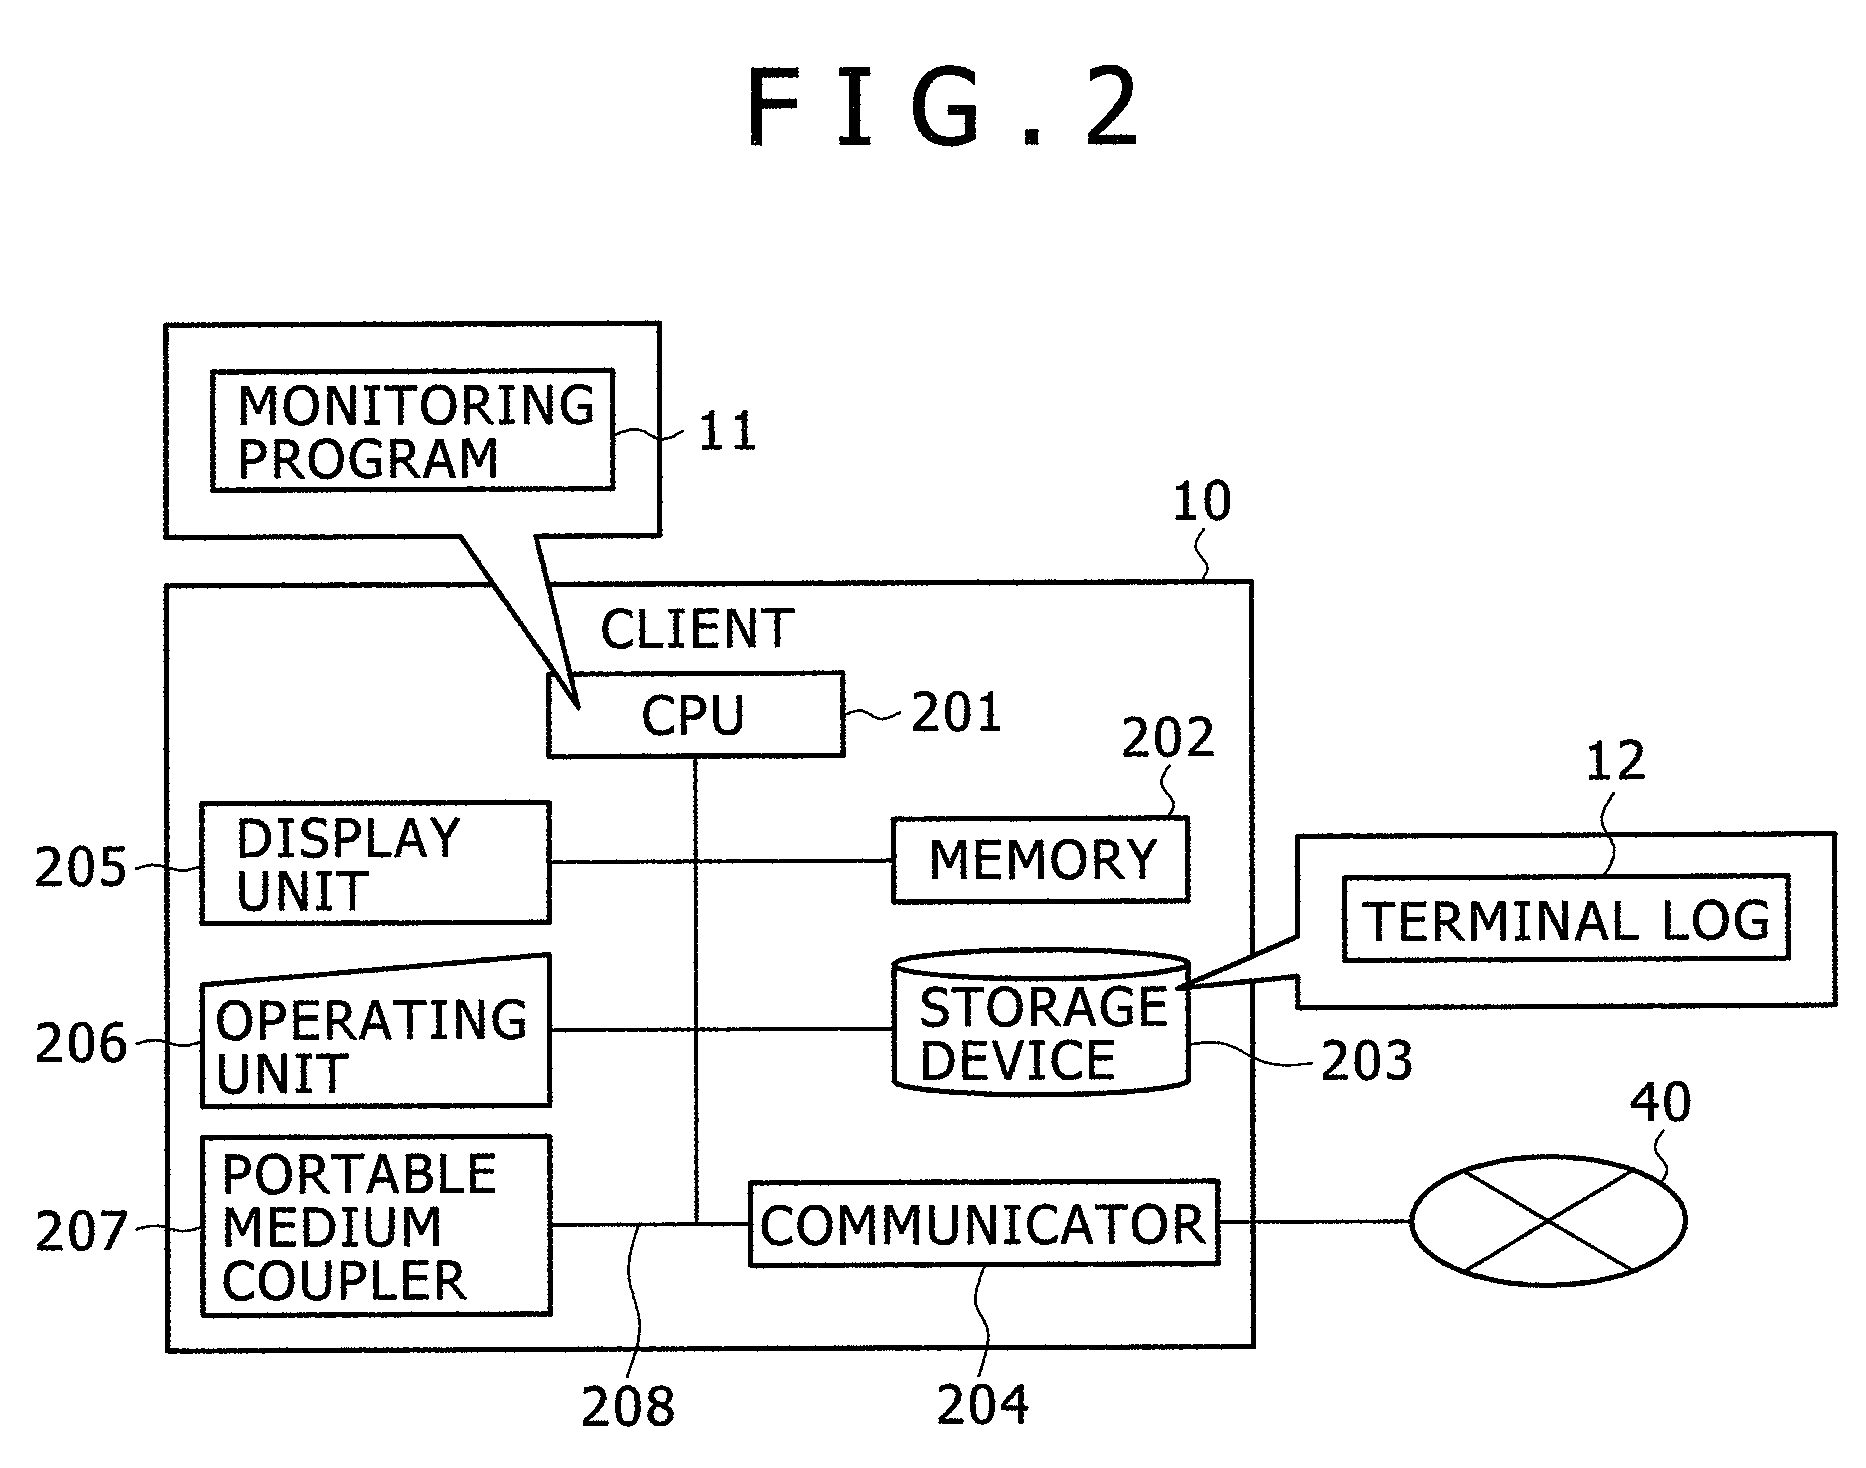 FIG.2
MONITORING
PROGRAM
11
10
CLIENT
CPU
201
202
12
DISPLAY
UNIT
205
MEMORY
TERMINAL LOG
OPERATING
UNIT
206
STORAGE
DEVICE
203
40
PORTABLE
MEDIUM
COUPLER
207
COMMUNICATOR
208
204